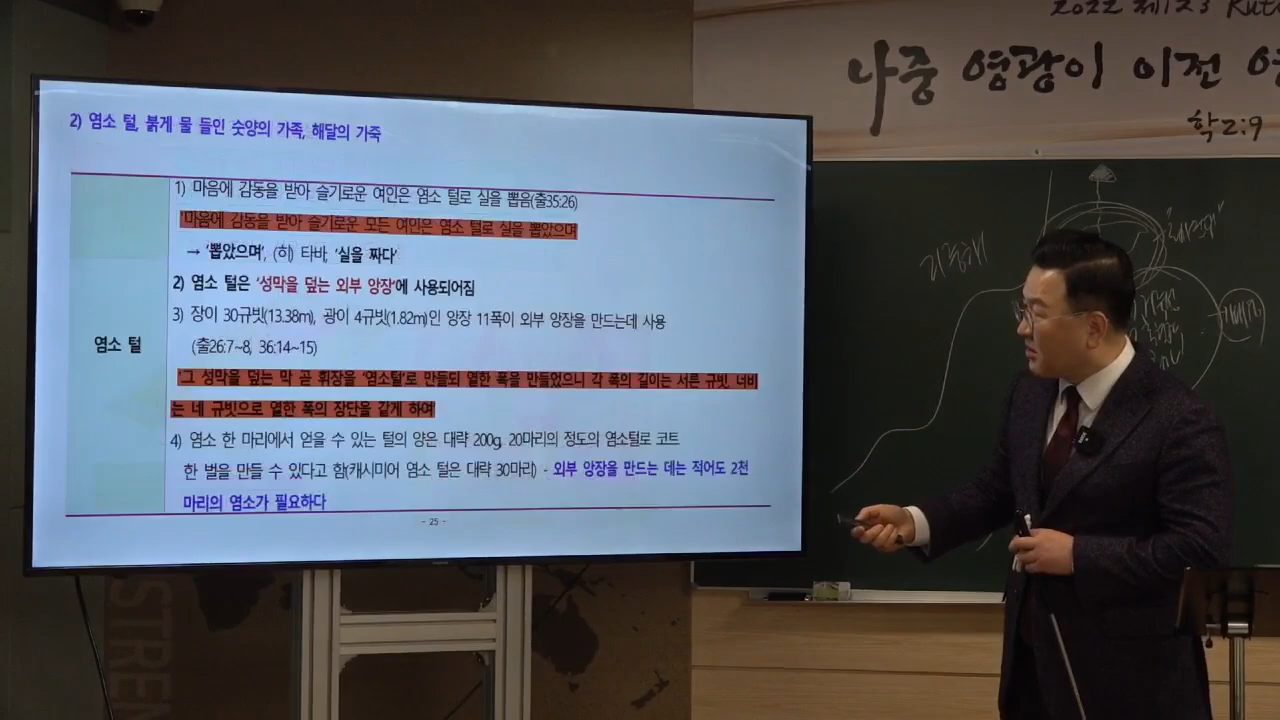 2022 제123
나중 영광이 이전
학2:9
2) 염소 털, 붉게 물 들인 숫양의 가족, 해달의 가죽
1) 마음에 감동을 받아 슬기로운 여인은 염소 털로 실을 뽑음(출35:26)
'마음에 감동을 받아 슬기로운 모든 여인은 염소 털로 실을 뽑았으며
→ '뽑았으며', (히) 타바, '실을 짜다'
2) 염소 털은 '성막을 덮는 외부 앙장'에 사용되어짐
염소 털
3) 장이 30규빗(13.38m), 광이 4규빗(1.82m)인 앙장 11폭이 외부 앙장을 만드는데 사용
(출26:7~8, 36:14~15)
'그 성막을 덮는 막 곧 휘장을 '염소털'로 만들되 열한 폭을 만들었으니 각 폭의 길이는 서른 규빗, 너비
는 네 규빗으로 열한 폭의 장단을 같게 하여
4) 염소 한 마리에서 얻을 수 있는 털의 양은 대략 200g, 20마리의 정도의 염소털로 코트
한 벌을 만들 수 있다고 함(캐시미어 염소 털은 대략 30마리) - 외부 앙장을 만드는 데는 적어도 2천
마리의 염소가 필요하다
- 25 -
지중해